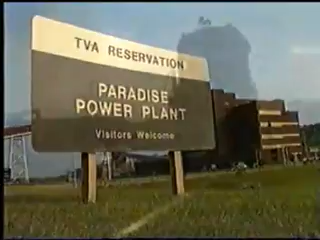 TVA RESERVATION
PARADISE
POWER PLANT
Visitors Welcome